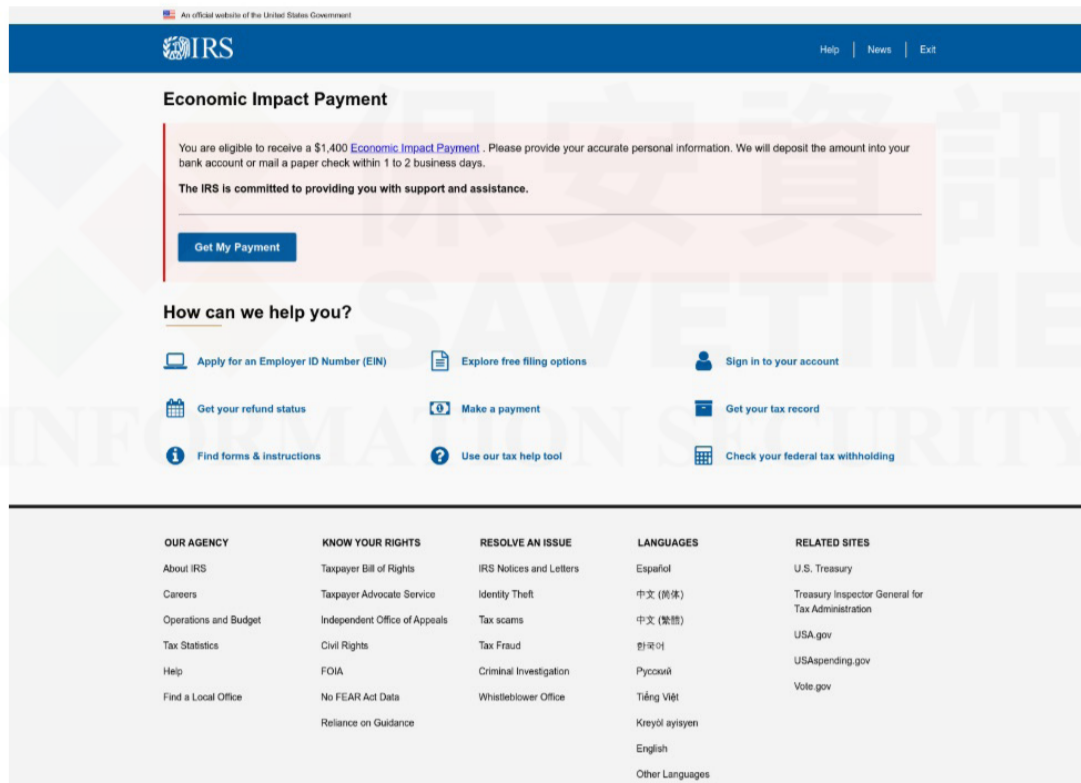 An official website of the United States Government
IRS
Help | News | Exit
Economic Impact Payment
You are eligible to receive a $1,400 Economic Impact Payment . Please provide your accurate personal information. We will deposit the amount into your
bank account or mail a paper check within 1 to 2 business days.
The IRS is committed to providing you with support and assistance.
Get My Payment
How can we help you?
Apply for an Employer ID Number (EIN)
Explore free filing options
Sign in to your account
Get your refund status
Make a payment
Get your tax record
Find forms & instructions
Use our tax help tool
Check your federal tax withholding
OUR AGENCY
About IRS
Careers
Operations and Budget
Tax Statistics
Help
Find a Local Office
KNOW YOUR RIGHTS
Taxpayer Bill of Rights
Taxpayer Advocate Service
Independent Office of Appeals
Civil Rights
FOIA
No FEAR Act Data
Reliance on Guidance
RESOLVE AN ISSUE
IRS Notices and Letters
Identity Theft
Tax scams
Tax Fraud
Criminal Investigation
Whistleblower Office
LANGUAGES
Español
中文 (简体)
中文 (繁體)
한국어
Русский
Tiếng Việt
Kreyòl ayisyen
English
Other Languages
RELATED SITES
U.S. Treasury
Treasury Inspector General for
Tax Administration
USA.gov
USAspending.gov
Vote.gov
保安資訊
SAVETIME
INFORMATION SECURITY